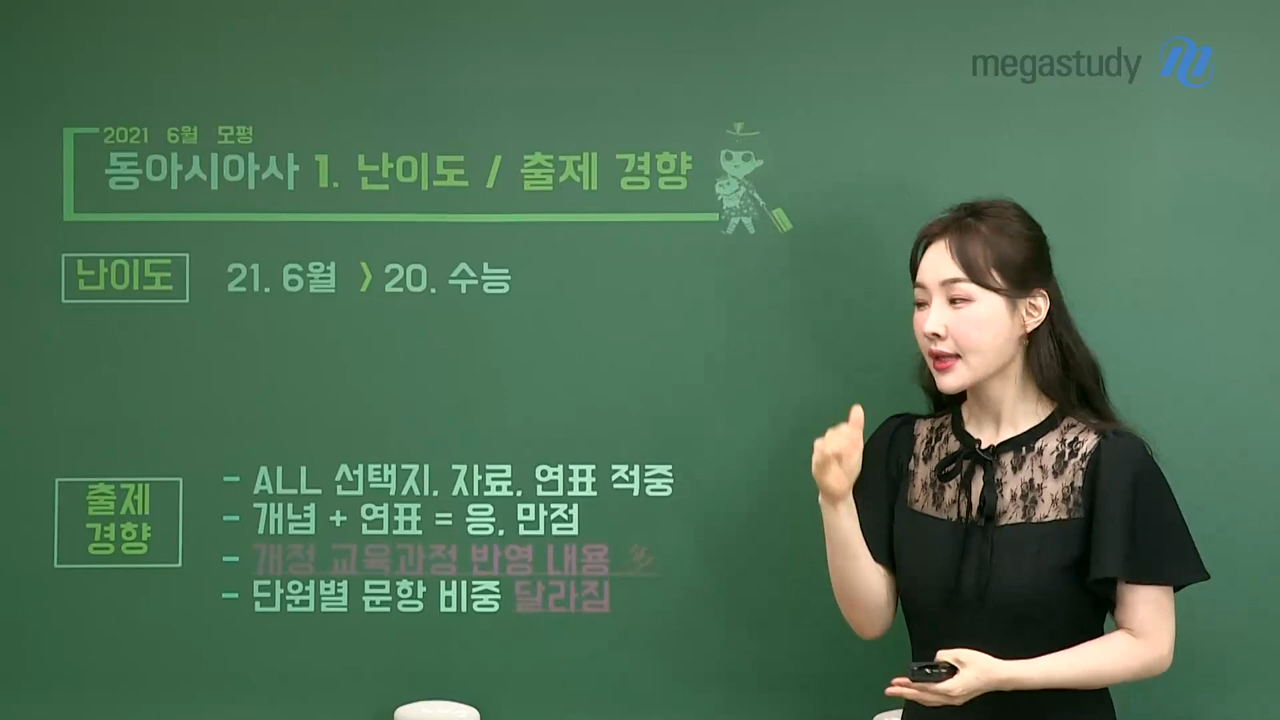 megastudy
2021 6월 모평
동아시아사 1. 난이도 / 출제 경향
난이도 21. 6월 > 20. 수능
출제
경향
- ALL 선택지, 자료, 연표 적중
- 개념 + 연표 = 응, 만점
- 개정 교육과정 반영 내용 多
- 단원별 문항 비중 달라짐